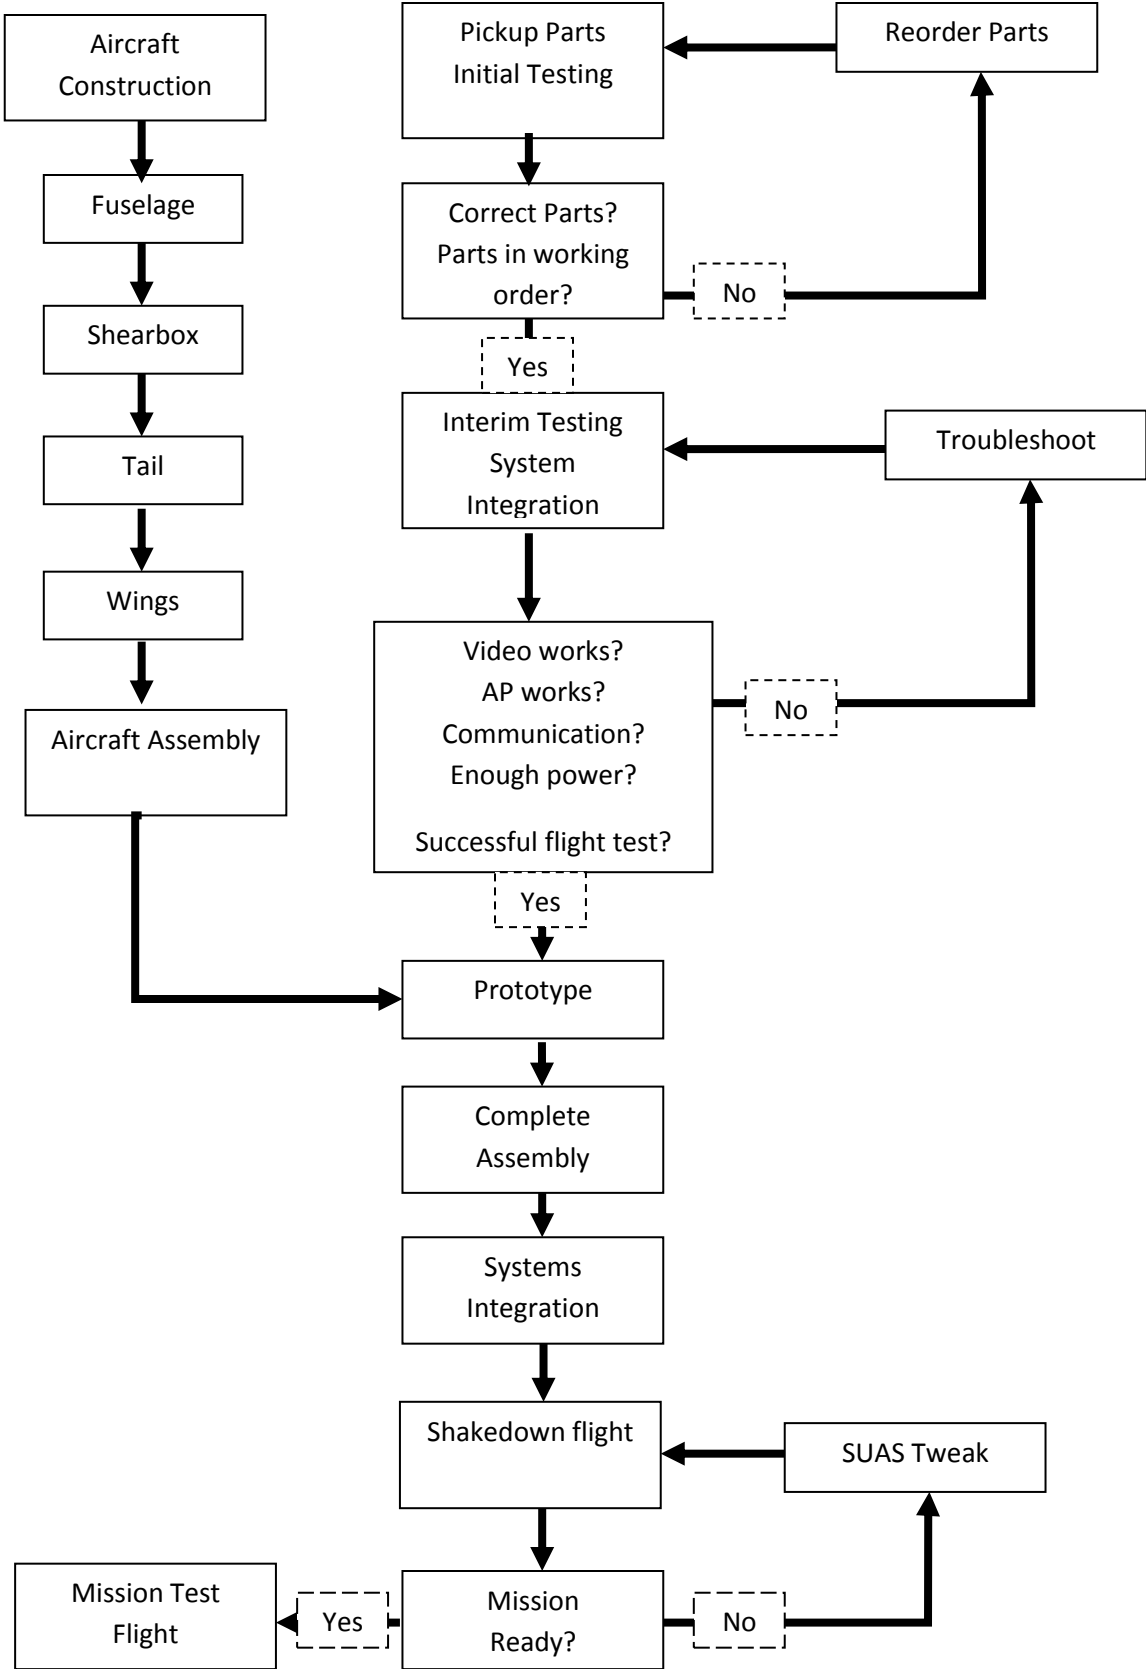 Aircraft
Construction
Fuselage
Shearbox
Tail
Wings
Aircraft Assembly
Pickup Parts
Initial Testing
Reorder Parts
Correct Parts?
Parts in working
order?
No
Yes
Interim Testing
System
Integration
Troubleshoot
Video works?
AP works?
Communication?
Enough power?
Successful flight test?
No
Yes
Prototype
Complete
Assembly
Systems
Integration
Shakedown flight
SUAS Tweak
Mission
Ready?
No
Yes
Mission Test
Flight